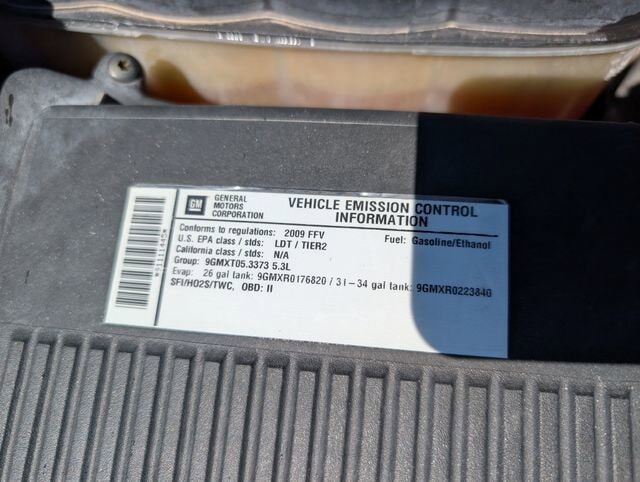 GM
GENERAL
MOTORS
CORPORATION
VEHICLE EMISSION CONTROL
INFORMATION
Conforms to regulations: 2009 FFV
Fuel: Gasoline/Ethanol
U.S. EPA class / stds: LDT / TIER2
California class / stds: N/A
Group: 9GMXT05.3373 5.3L
Evap: 26 gal tank: 9GMXR0176820 / 31-34 gal tank: 9GMXR0223840
SFI/HO2S/TWC, OBD: II